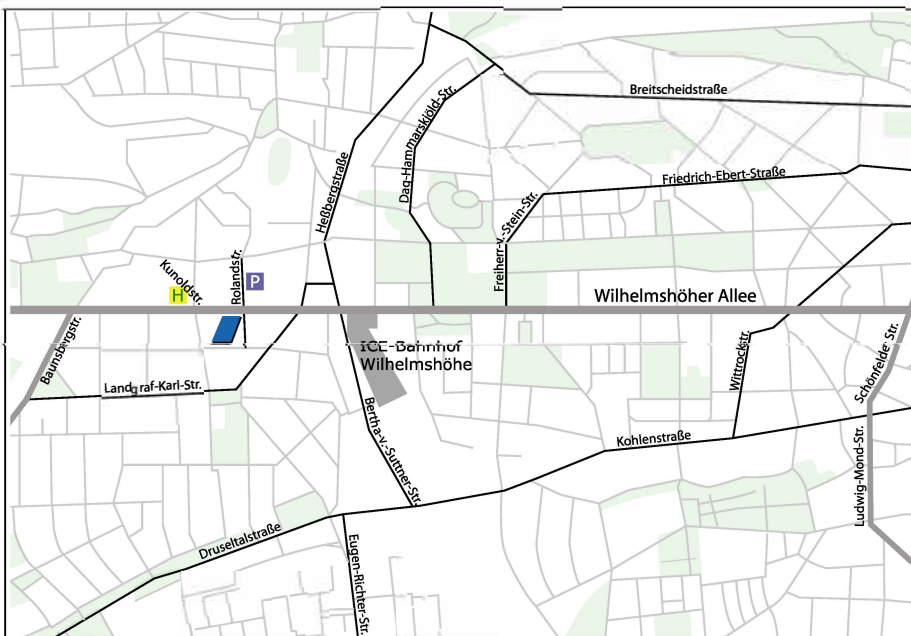 Breitscheidstraße
Dag-Hammarskjöld-Str.
Heßbergstraße
Friedrich-Ebert-Straße
Freiherr-v.-Stein-Str.
Kunoldstr.
H
Rolandstr.
P
Wilhelmshöher Allee
Baunsbergstr.
ICE-Bahnhof
Wilhelmshöhe
Wittrockstr.
Schönfelder Str.
Landgraf-Karl-Str.
Bertha-v.-Suttner-Str.
Kohlenstraße
Ludwig-Mond-Str.
Druseltalstraße
Eugen-Richter-Str.